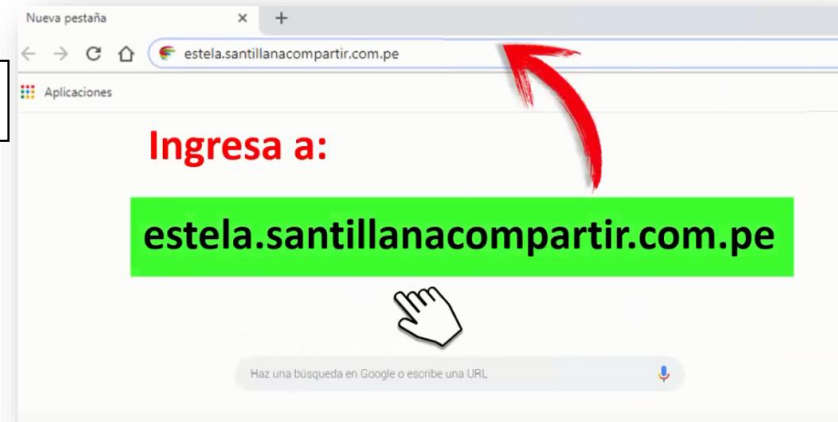 Nueva pestaña
estela.santillanacompartir.com.pe
Aplicaciones
Ingresa a:
estela.santillanacompartir.com.pe
Haz una búsqueda en Google o escribe una URL